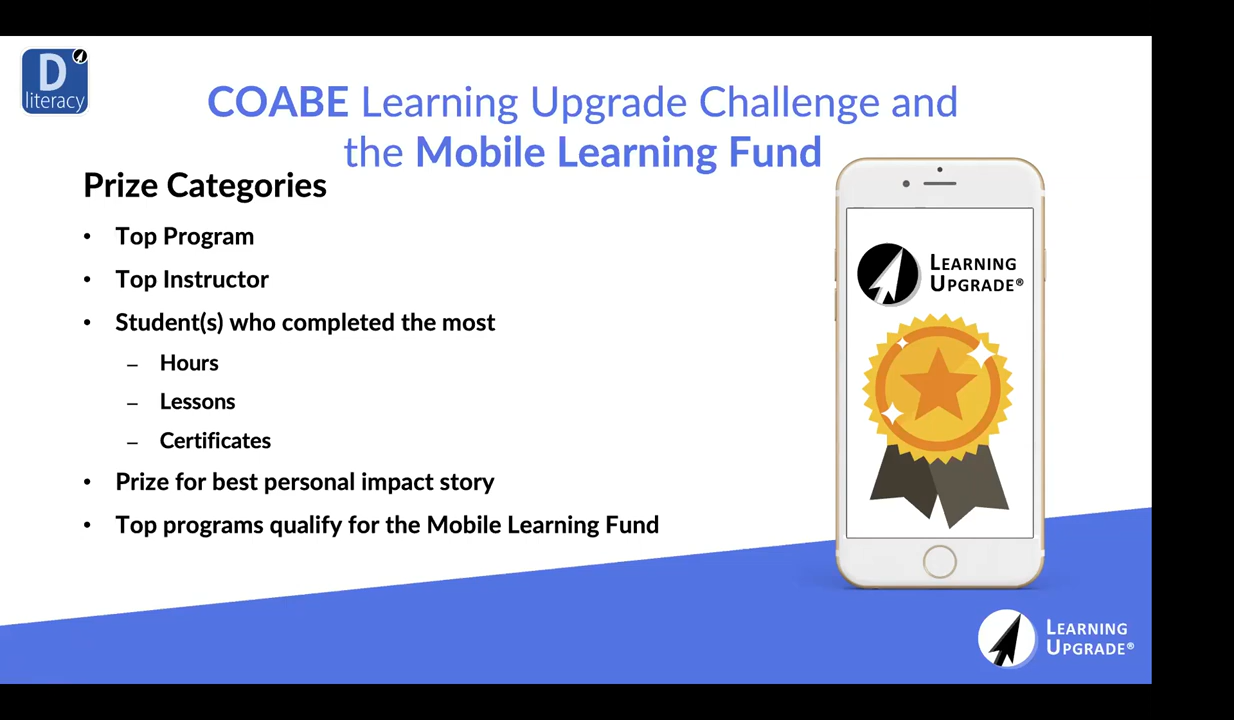 D
literacy
COABE Learning Upgrade Challenge and
the Mobile Learning Fund
Prize Categories
• Top Program
• Top Instructor
• Student(s) who completed the most
– Hours
– Lessons
– Certificates
• Prize for best personal impact story
• Top programs qualify for the Mobile Learning Fund
LEARNING
UPGRADE®
LEARNING
UPGRADE®